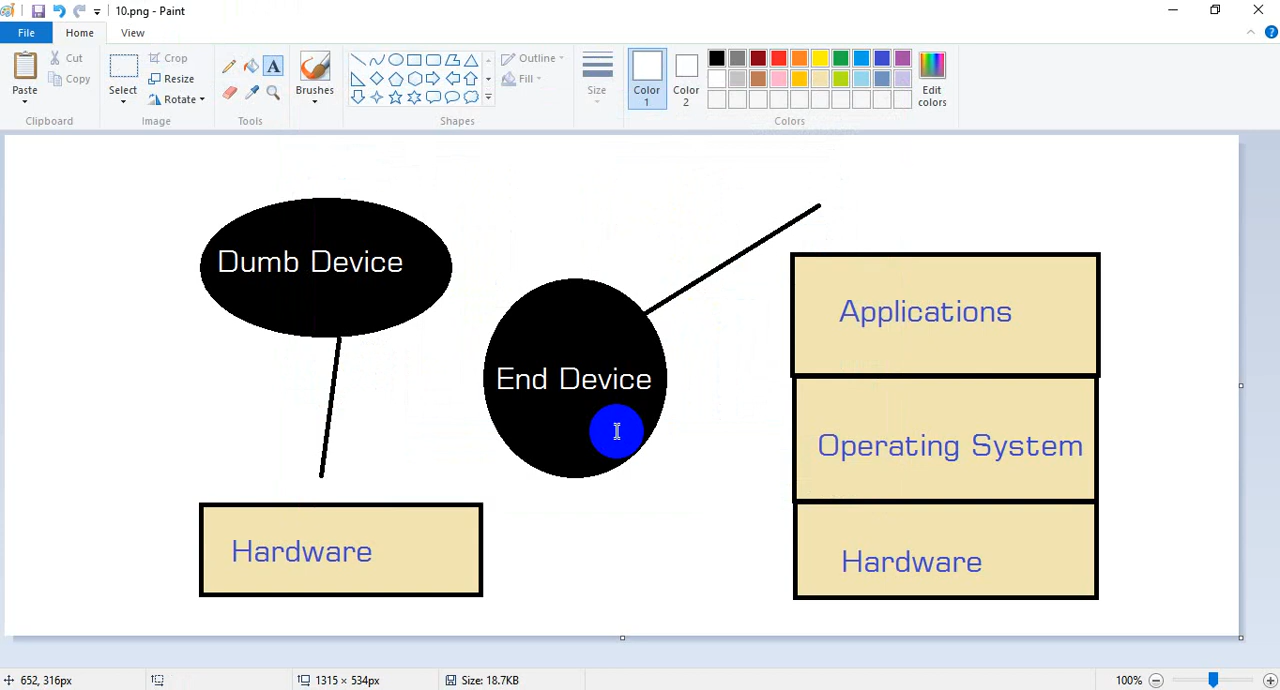 10.png - Paint
File
Home
View
Paste
Cut
Copy
Clipboard
Select
Crop
Resize
Rotate
Image
A
Tools
Brushes
Outline
Fill
Shapes
Size
Color
1
Color
2
Edit
colors
Colors
Dumb Device
End Device
Applications
Operating System
Hardware
Hardware
652, 316px
1315 × 534px
Size: 18.7KB
100%